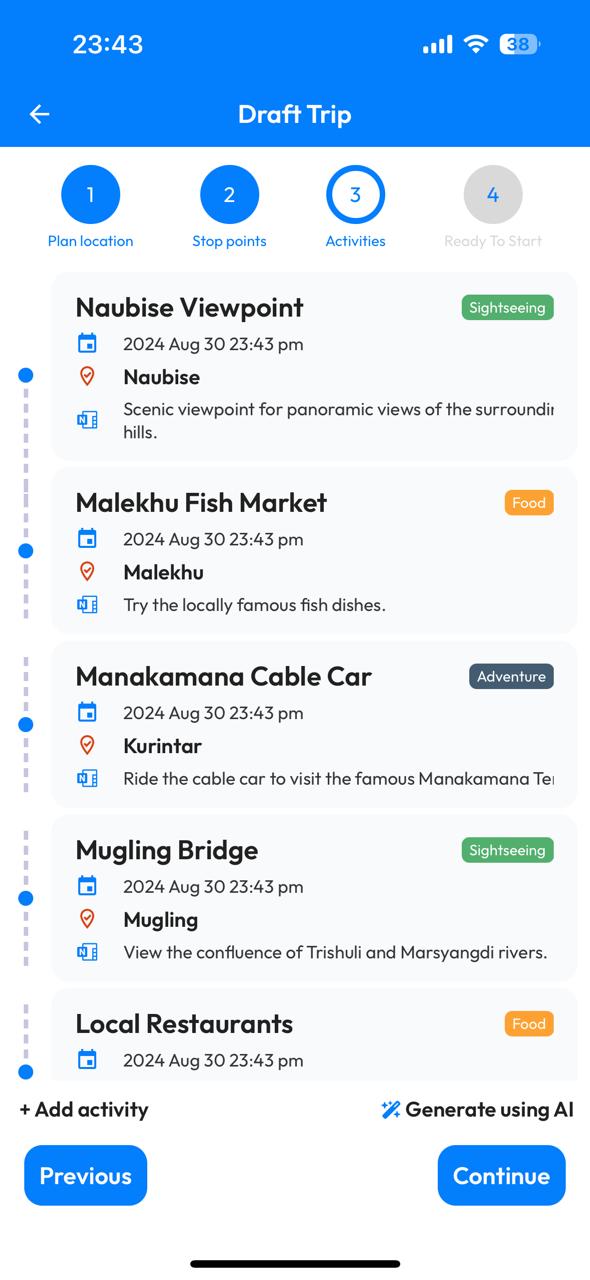 23:43
38
Draft Trip
1
2
3
4
Plan location
Stop points
Activities
Ready To Start
Naubise Viewpoint
Sightseeing
2024 Aug 30 23:43 pm
Naubise
Scenic viewpoint for panoramic views of the surroundin
hills.
Malekhu Fish Market
Food
2024 Aug 30 23:43 pm
Malekhu
Try the locally famous fish dishes.
Manakamana Cable Car
Adventure
2024 Aug 30 23:43 pm
Kurintar
Ride the cable car to visit the famous Manakamana Te
Mugling Bridge
Sightseeing
2024 Aug 30 23:43 pm
Mugling
View the confluence of Trishuli and Marsyangdi rivers.
Local Restaurants
Food
2024 Aug 30 23:43 pm
+ Add activity
Generate using AI
Previous
Continue